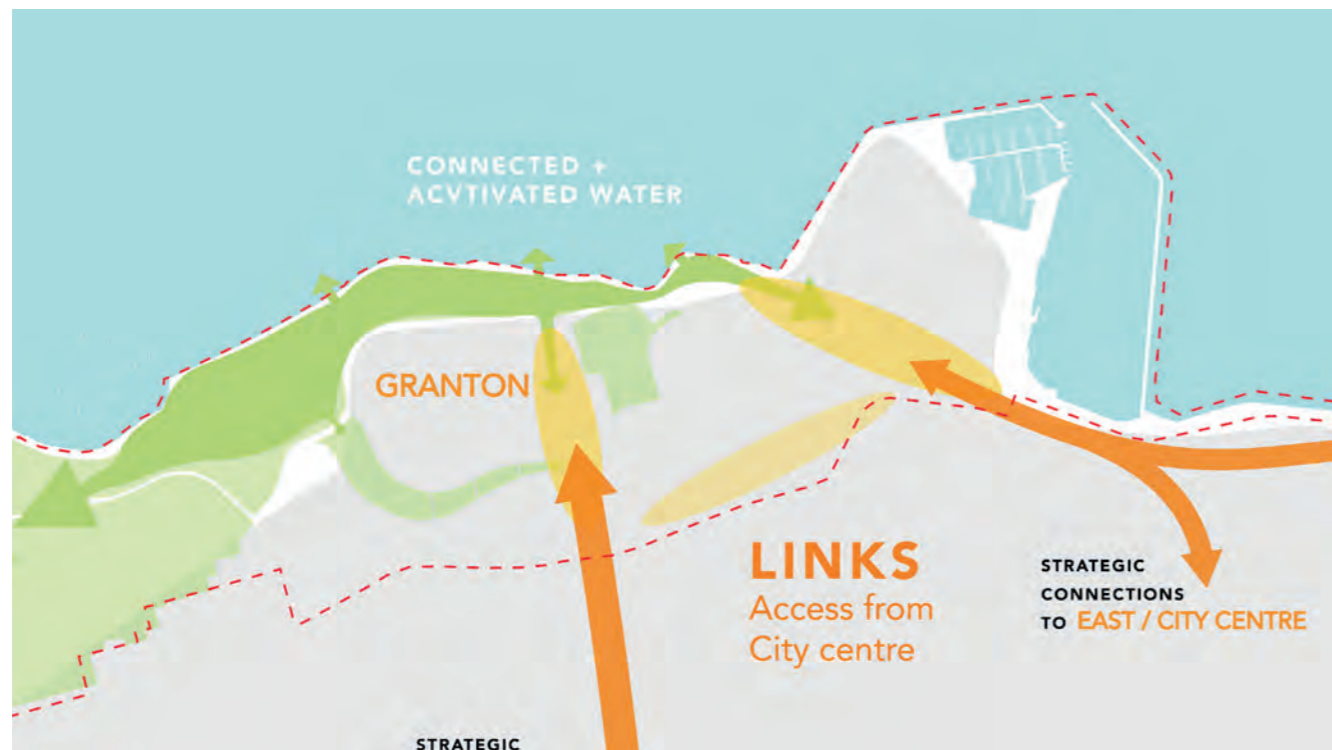 CONNECTED +
ACVTIVATED WATER
GRANTON
LINKS
Access from
City centre
STRATEGIC
CONNECTIONS
TO EAST / CITY CENTRE
STRATEGIC